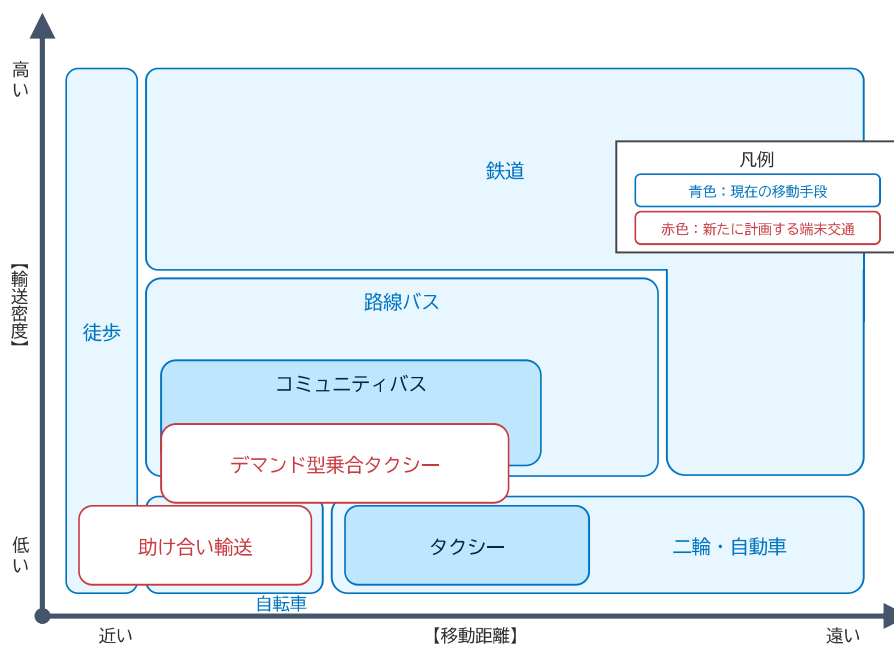 高い
鉄道
凡例
青色：現在の移動手段
赤色：新たに計画する端末交通
【輸送密度】
徒歩
路線バス
コミュニティバス
デマンド型乗合タクシー
低い
助け合い輸送
タクシー
二輪・自動車
自転車
近い
【移動距離】
遠い